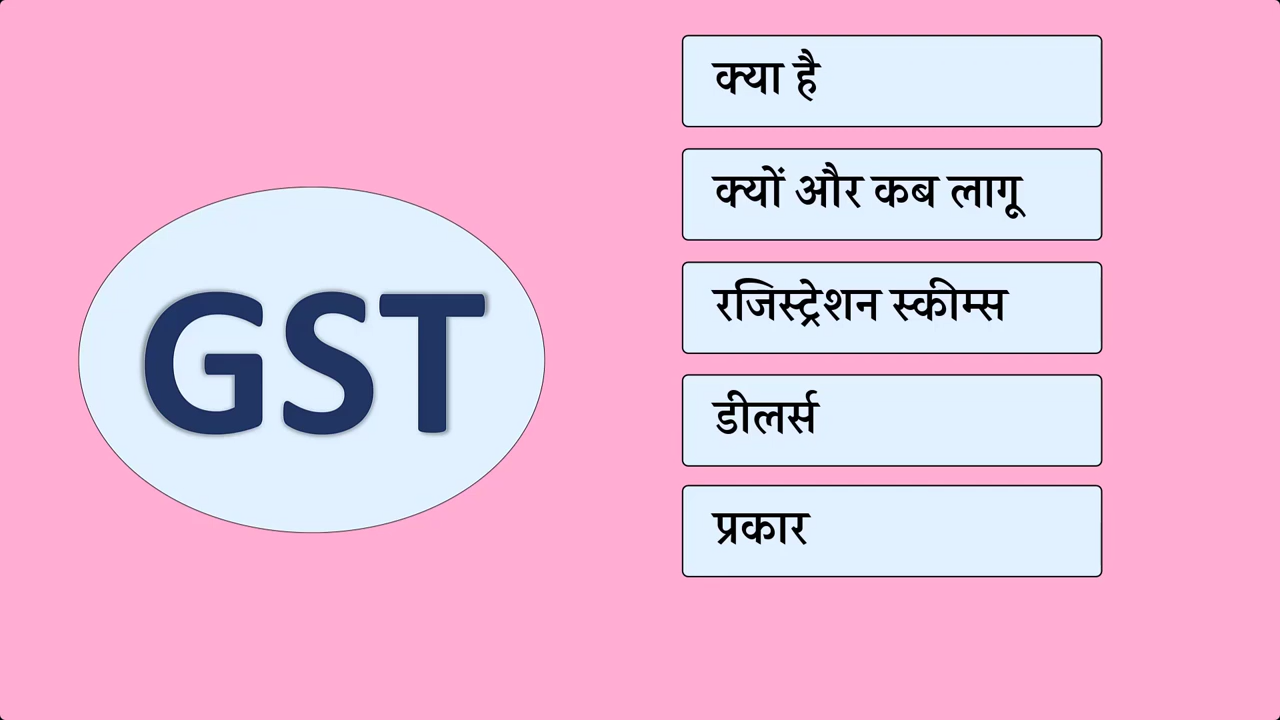 GST
क्या है
क्यों और कब लागू
रजिस्ट्रेशन स्कीम्स
डीलर्स
प्रकार